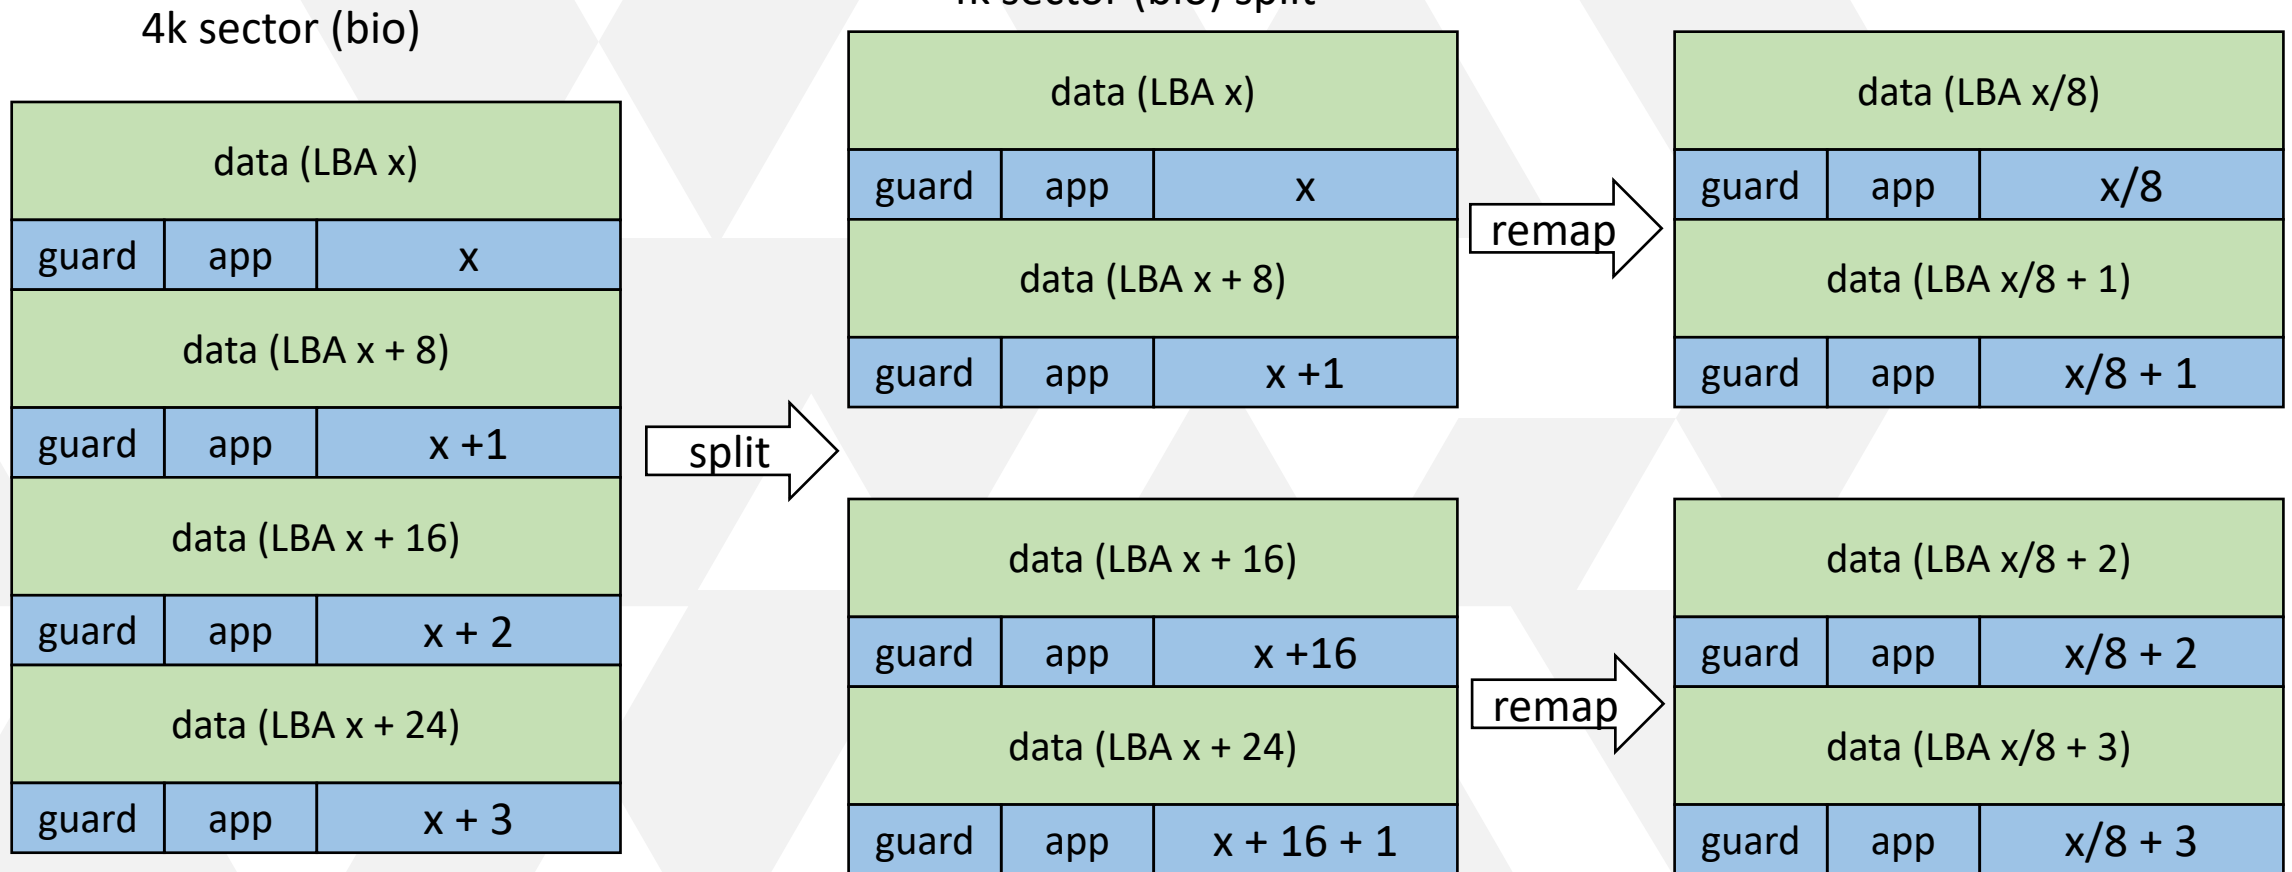 4k sector (bio)
data (LBA x)
guard app x
data (LBA x + 8)
guard app x +1
data (LBA x + 16)
guard app x + 2
data (LBA x + 24)
guard app x + 3
split
4k sector (bio) split
data (LBA x)
guard app x
data (LBA x + 8)
guard app x +1
data (LBA x + 16)
guard app x +16
data (LBA x + 24)
guard app x + 16 + 1
remap
remap
data (LBA x/8)
guard app x/8
data (LBA x/8 + 1)
guard app x/8 + 1
data (LBA x/8 + 2)
guard app x/8 + 2
data (LBA x/8 + 3)
guard app x/8 + 3